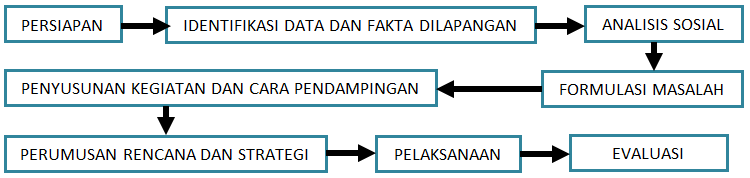 PERSIAPAN
IDENTIFIKASI DATA DAN FAKTA DILAPANGAN
ANALISIS SOSIAL
FORMULASI MASALAH
PENYUSUNAN KEGIATAN DAN CARA PENDAMPINGAN
PERUMUSAN RENCANA DAN STRATEGI
PELAKSANAAN
EVALUASI